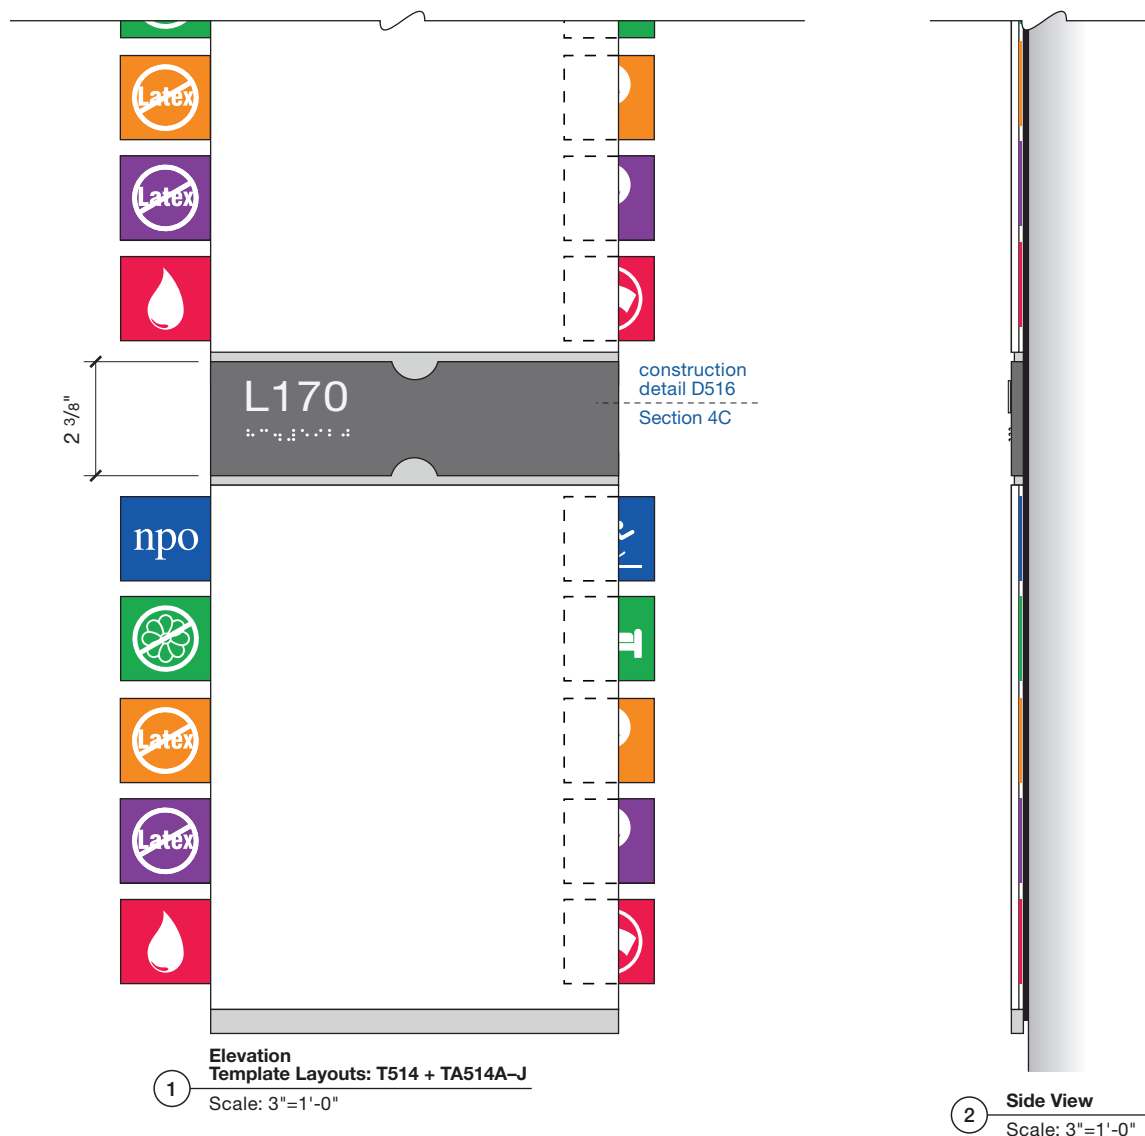 Latex
Latex
2 3/8"
L170
construction
detail D516
Section 4C
npo
Latex
Latex
1
Elevation
Template Layouts: T514 + TA514A–J
Scale: 3"=1'-0"
2
Side View
Scale: 3"=1'-0"